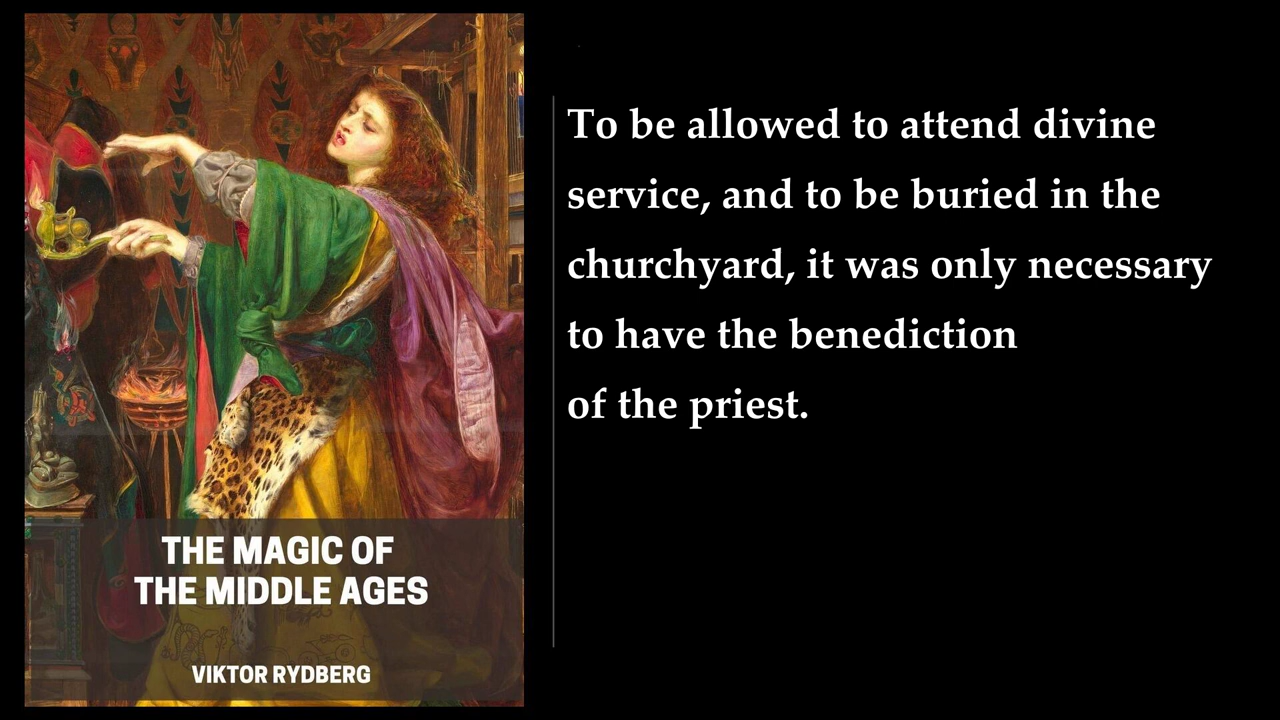 To be allowed to attend divine
service, and to be buried in the
churchyard, it was only necessary
to have the benediction
of the priest.
THE MAGIC OF
THE MIDDLE AGES
VIKTOR RYDBERG